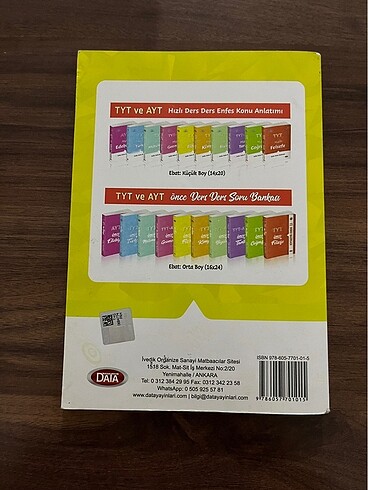 TYT ve AYT Hızlı Ders Ders Enfes Konu Anlatımı
Ebat: Küçük Boy (14x20)
TYT ve AYT önce Ders Ders Soru Bankası
Ebat: Orta Boy (16x24)
DATA
İvedik Organize Sanayi Matbaacılar Sitesi
1518 Sok. Mat-Sit İş Merkezi No:2/20
Yenimahalle / ANKARA
Tel: 0 312 384 29 95 Fax: 0312 342 23 58
WhatsApp: 0 505 925 57 81
www.datayayinlari.com | bilgi@datayayinlari.com
ISBN 978-605-7701-01-5
9 786057 701015